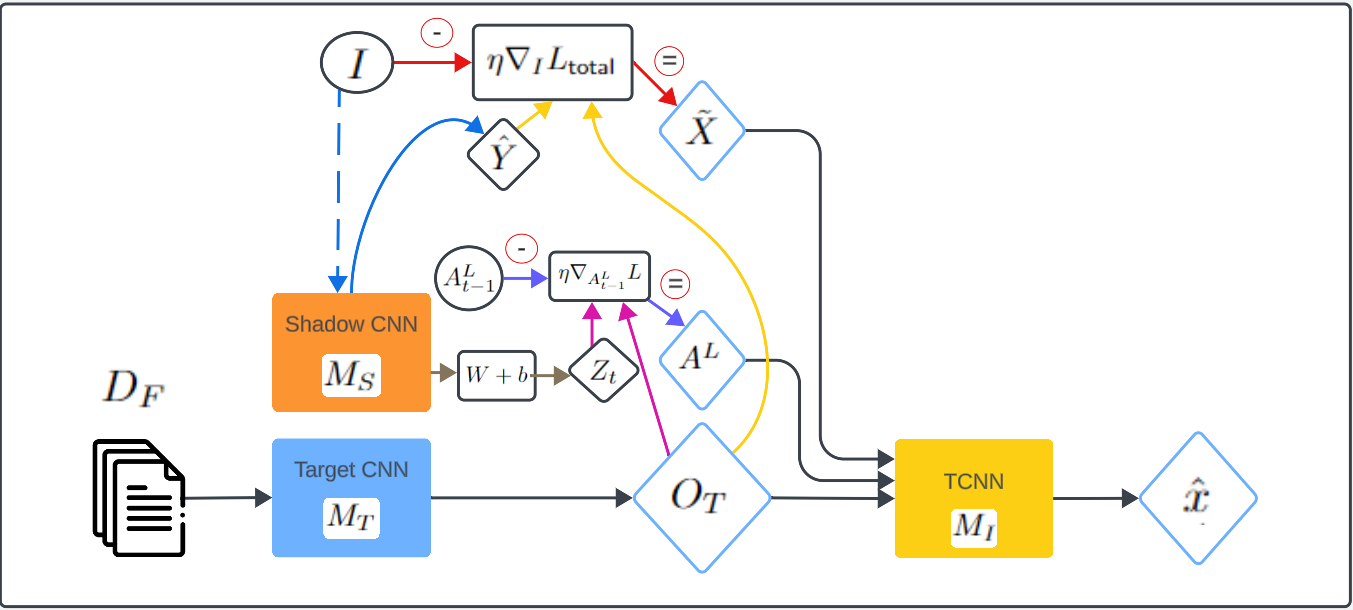 I
-
η∇_I L_total
=
X̃
Ŷ
A^L_{t-1}
-
η∇_{A^L_{t-1}} L
=
Shadow CNN
M_S
W + b
Z_t
A^L
D_F
Target CNN
M_T
O_T
TCNN
M_I
x̂